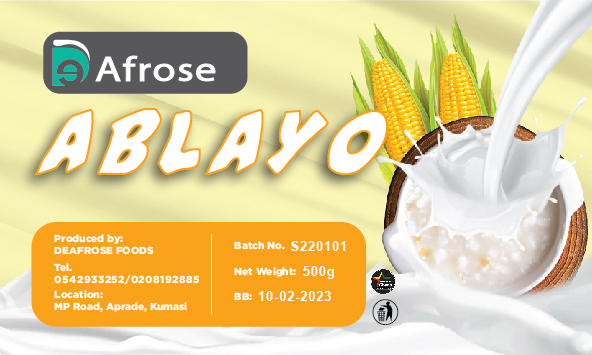 Afrose
ABLAYO
Produced by:
DEAFROSE FOODS
Tel.
0542933252/0208192885
Location:
MP Road, Aprade, Kumasi
Batch No. S220101
Net Weight: 500g
BB: 10-02-2023